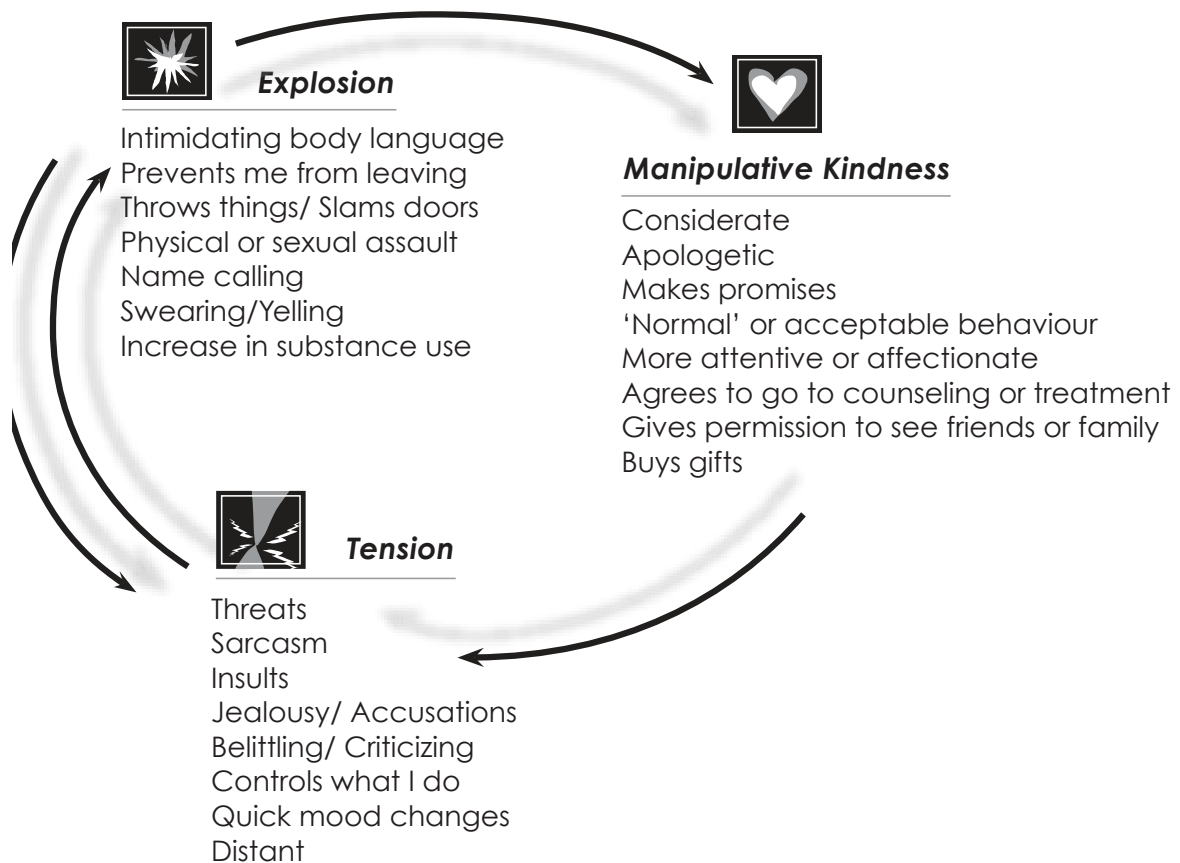 Explosion
Intimidating body language
Prevents me from leaving
Throws things/ Slams doors
Physical or sexual assault
Name calling
Swearing/Yelling
Increase in substance use
Manipulative Kindness
Considerate
Apologetic
Makes promises
‘Normal’ or acceptable behaviour
More attentive or affectionate
Agrees to go to counseling or treatment
Gives permission to see friends or family
Buys gifts
Tension
Threats
Sarcasm
Insults
Jealousy/ Accusations
Belittling/ Criticizing
Controls what I do
Quick mood changes
Distant